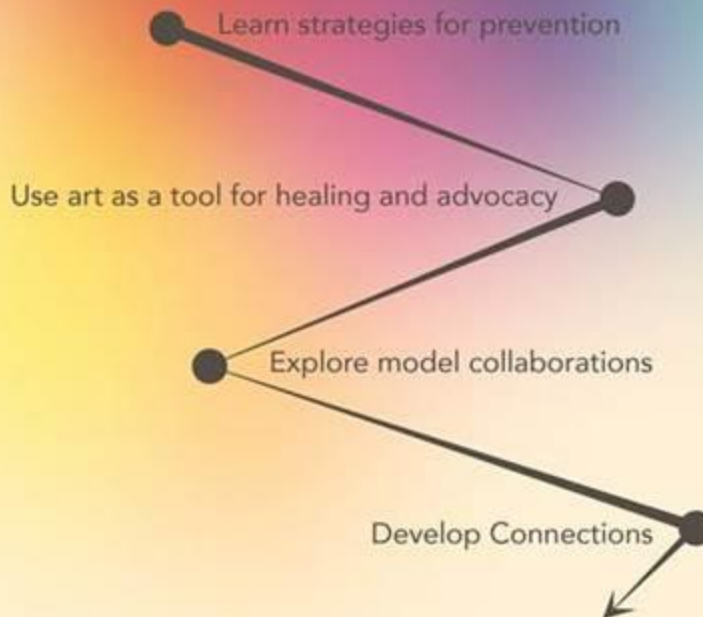 Learn strategies for prevention
Use art as a tool for healing and advocacy
Explore model collaborations
Develop Connections